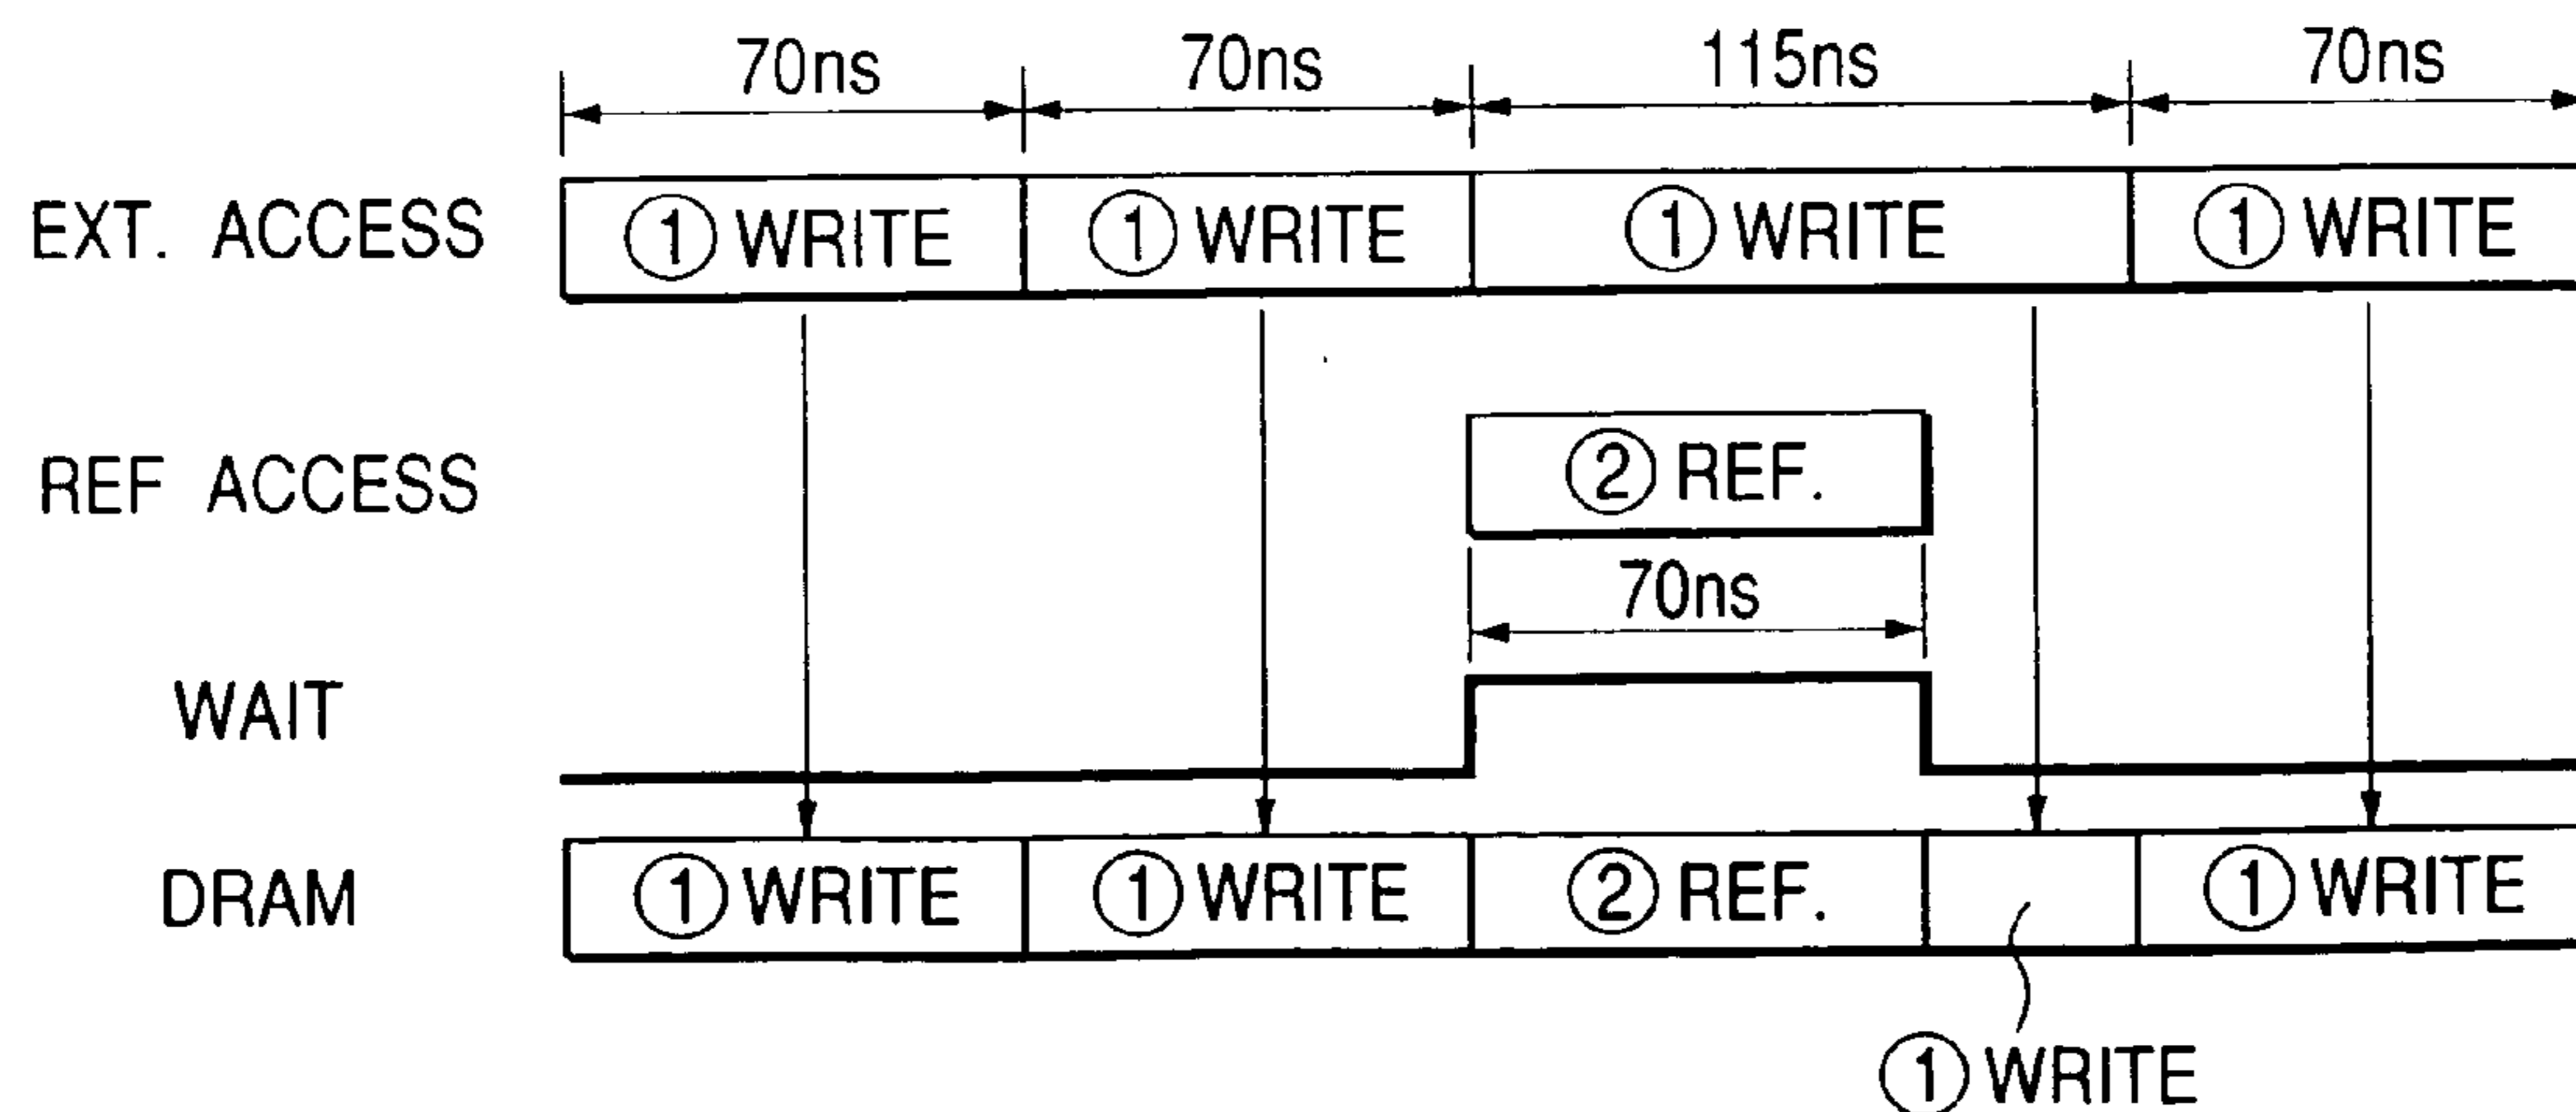 70ns 70ns 115ns 70ns
EXT. ACCESS ① WRITE ① WRITE ① WRITE ① WRITE
REF ACCESS ② REF.
70ns
WAIT
DRAM ① WRITE ① WRITE ② REF. ① WRITE
① WRITE